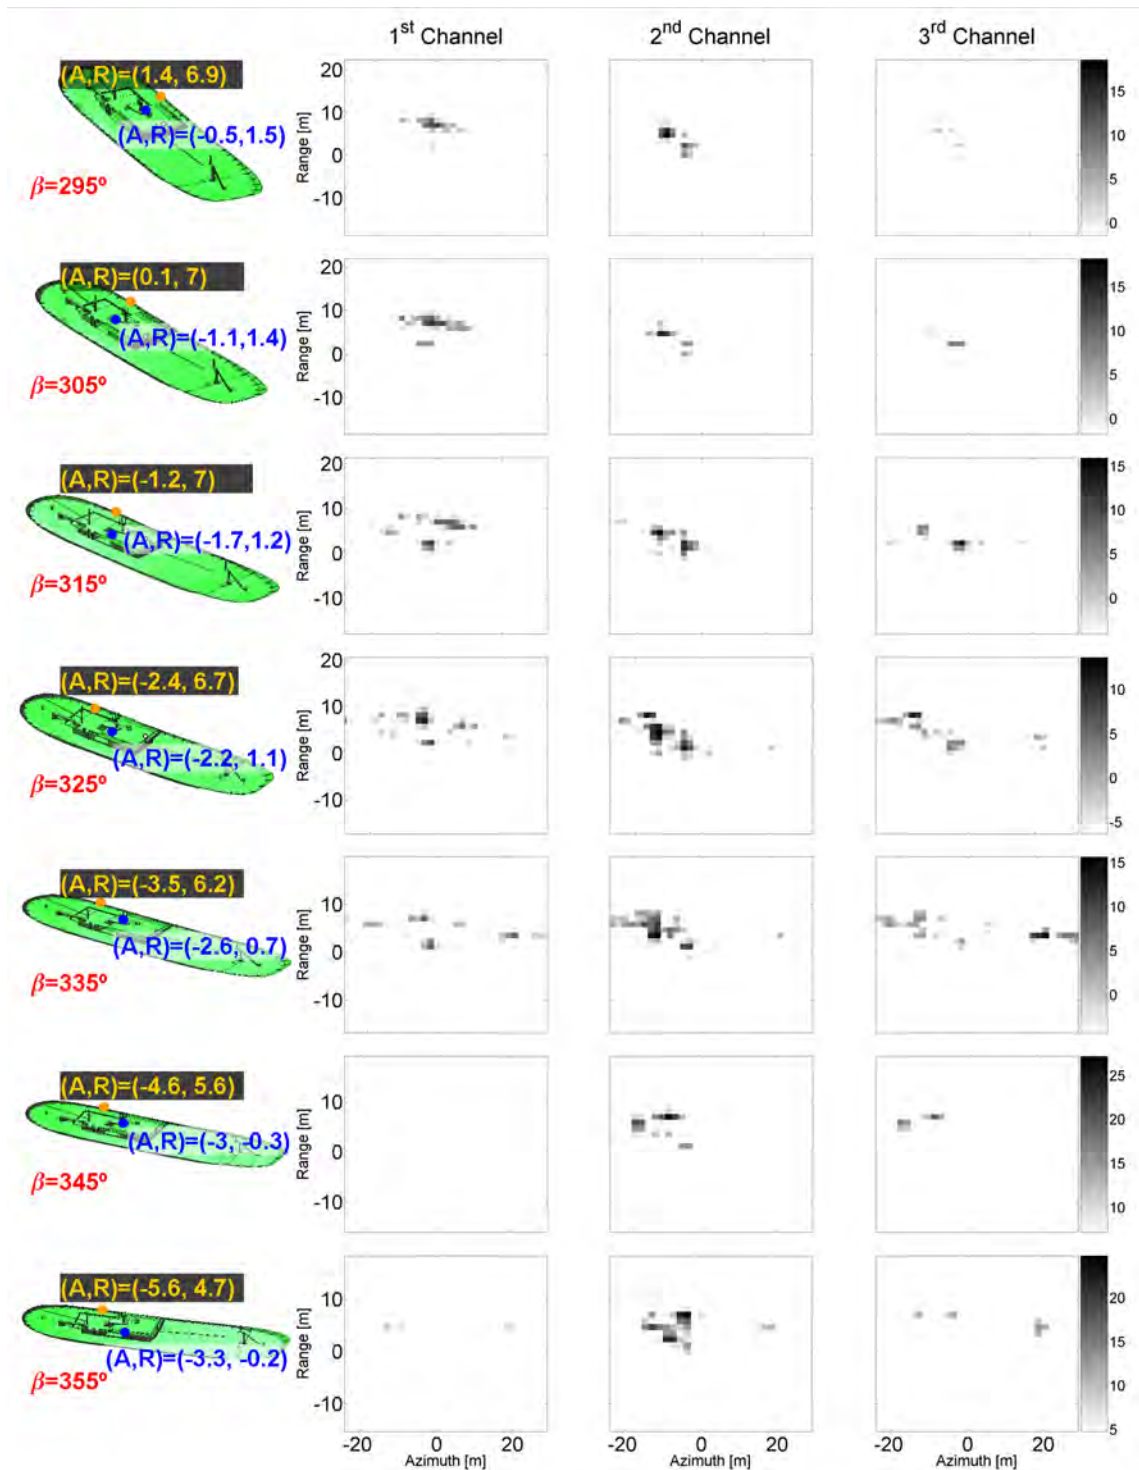 1st Channel 2nd Channel 3rd Channel
(A,R)=(1.4, 6.9)
(A,R)=(-0.5,1.5)
β=295º
Range [m]
20
10
0
-10
15
10
5
0
(A,R)=(0.1, 7)
(A,R)=(-1.1,1.4)
β=305º
Range [m]
20
10
0
-10
15
10
5
0
(A,R)=(-1.2, 7)
(A,R)=(-1.7,1.2)
β=315º
Range [m]
20
10
0
-10
15
10
5
0
(A,R)=(-2.4, 6.7)
(A,R)=(-2.2, 1.1)
β=325º
Range [m]
20
10
0
-10
10
5
0
-5
(A,R)=(-3.5, 6.2)
(A,R)=(-2.6, 0.7)
β=335º
Range [m]
10
0
-10
15
10
5
0
(A,R)=(-4.6, 5.6)
(A,R)=(-3, -0.3)
β=345º
Range [m]
10
0
-10
25
20
15
10
(A,R)=(-5.6, 4.7)
(A,R)=(-3.3, -0.2)
β=355º
Range [m]
10
0
-10
20
15
10
5
-20 0 20 -20 0 20 -20 0 20
Azimuth [m] Azimuth [m] Azimuth [m]